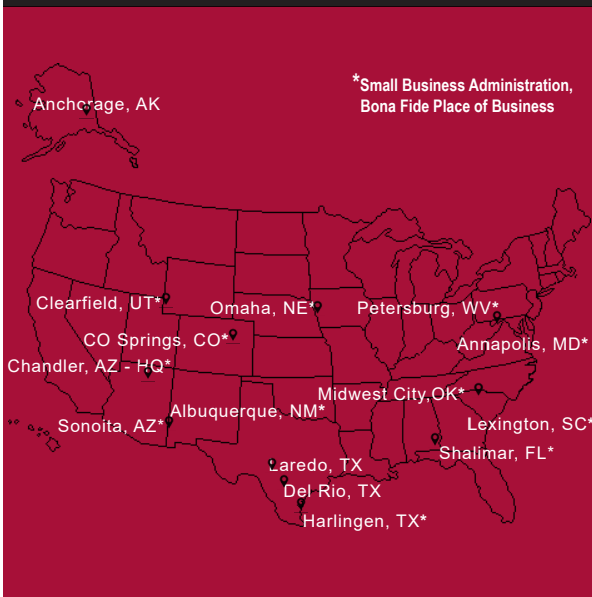 *Small Business Administration,
Bona Fide Place of Business
Anchorage, AK
Clearfield, UT*
Omaha, NE*
Petersburg, WV*
CO Springs, CO*
Annapolis, MD*
Chandler, AZ - HQ*
Midwest City,OK*
Albuquerque, NM*
Sonoita, AZ*
Lexington, SC*
Shalimar, FL*
Laredo, TX
Del Rio, TX
Harlingen, TX*